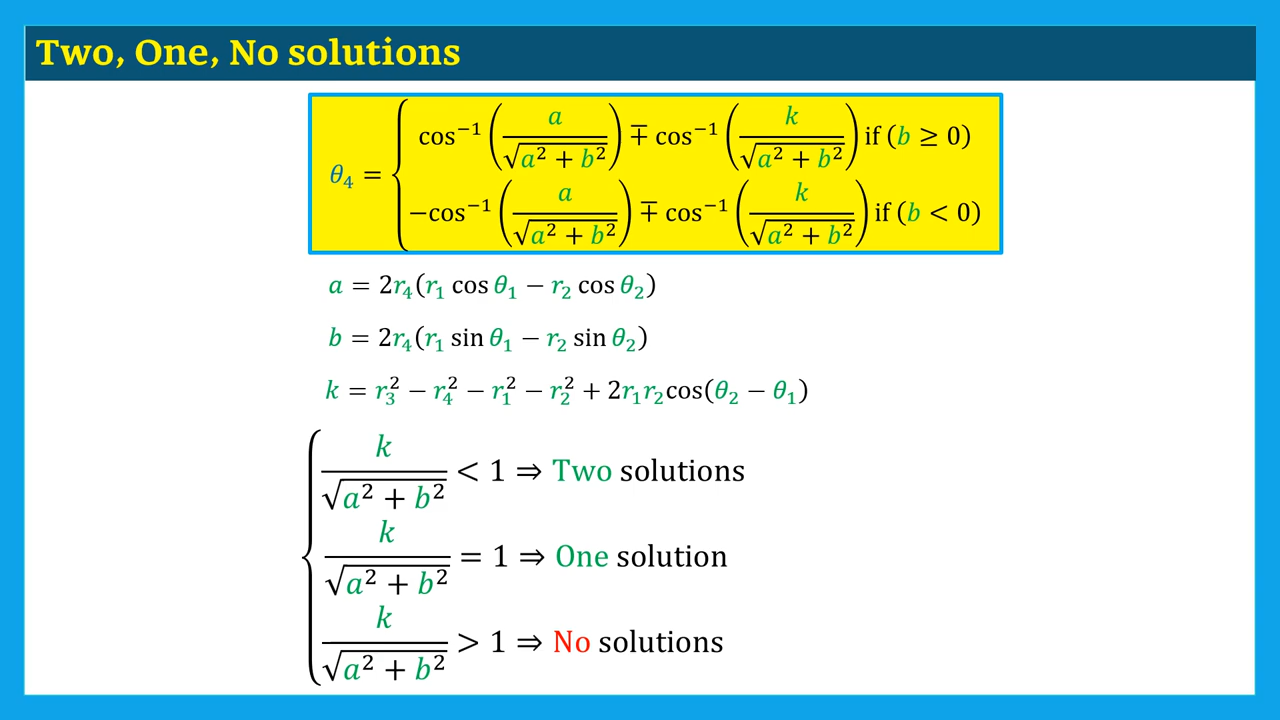 Two, One, No solutions
θ₄ = { cos⁻¹(a / √(a² + b²)) ∓ cos⁻¹(k / √(a² + b²)) if (b ≥ 0)
−cos⁻¹(a / √(a² + b²)) ∓ cos⁻¹(k / √(a² + b²)) if (b < 0)
a = 2r₄(r₁ cos θ₁ − r₂ cos θ₂)
b = 2r₄(r₁ sin θ₁ − r₂ sin θ₂)
k = r₃² − r₄² − r₁² − r₂² + 2r₁r₂cos(θ₂ − θ₁)
{ k / √(a² + b²) < 1 ⇒ Two solutions
k / √(a² + b²) = 1 ⇒ One solution
k / √(a² + b²) > 1 ⇒ No solutions